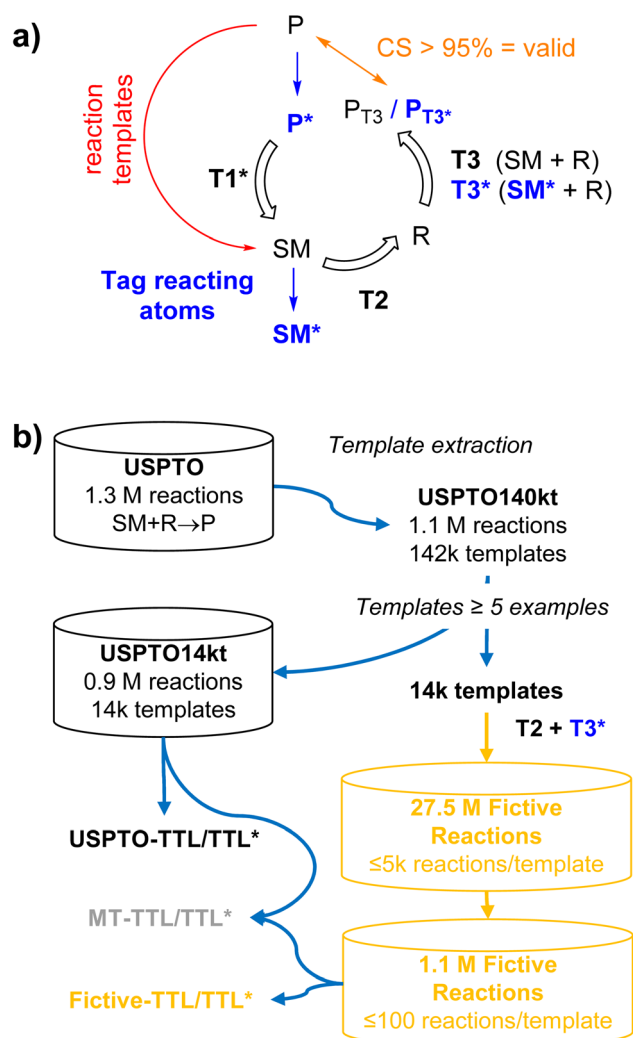 a)
P
CS > 95% = valid
reaction
templates
P*
P_T3 / P_T3*
T1*
T3 (SM + R)
T3* (SM* + R)
SM
R
Tag reacting
atoms
T2
SM*
b)
USPTO
1.3 M reactions
SM+R→P
Template extraction
USPTO140kt
1.1 M reactions
142k templates
Templates ≥ 5 examples
USPTO14kt
0.9 M reactions
14k templates
14k templates
T2 + T3*
27.5 M Fictive
Reactions
≤5k reactions/template
USPTO-TTL/TTL*
MT-TTL/TTL*
1.1 M Fictive
Reactions
≤100 reactions/template
Fictive-TTL/TTL*